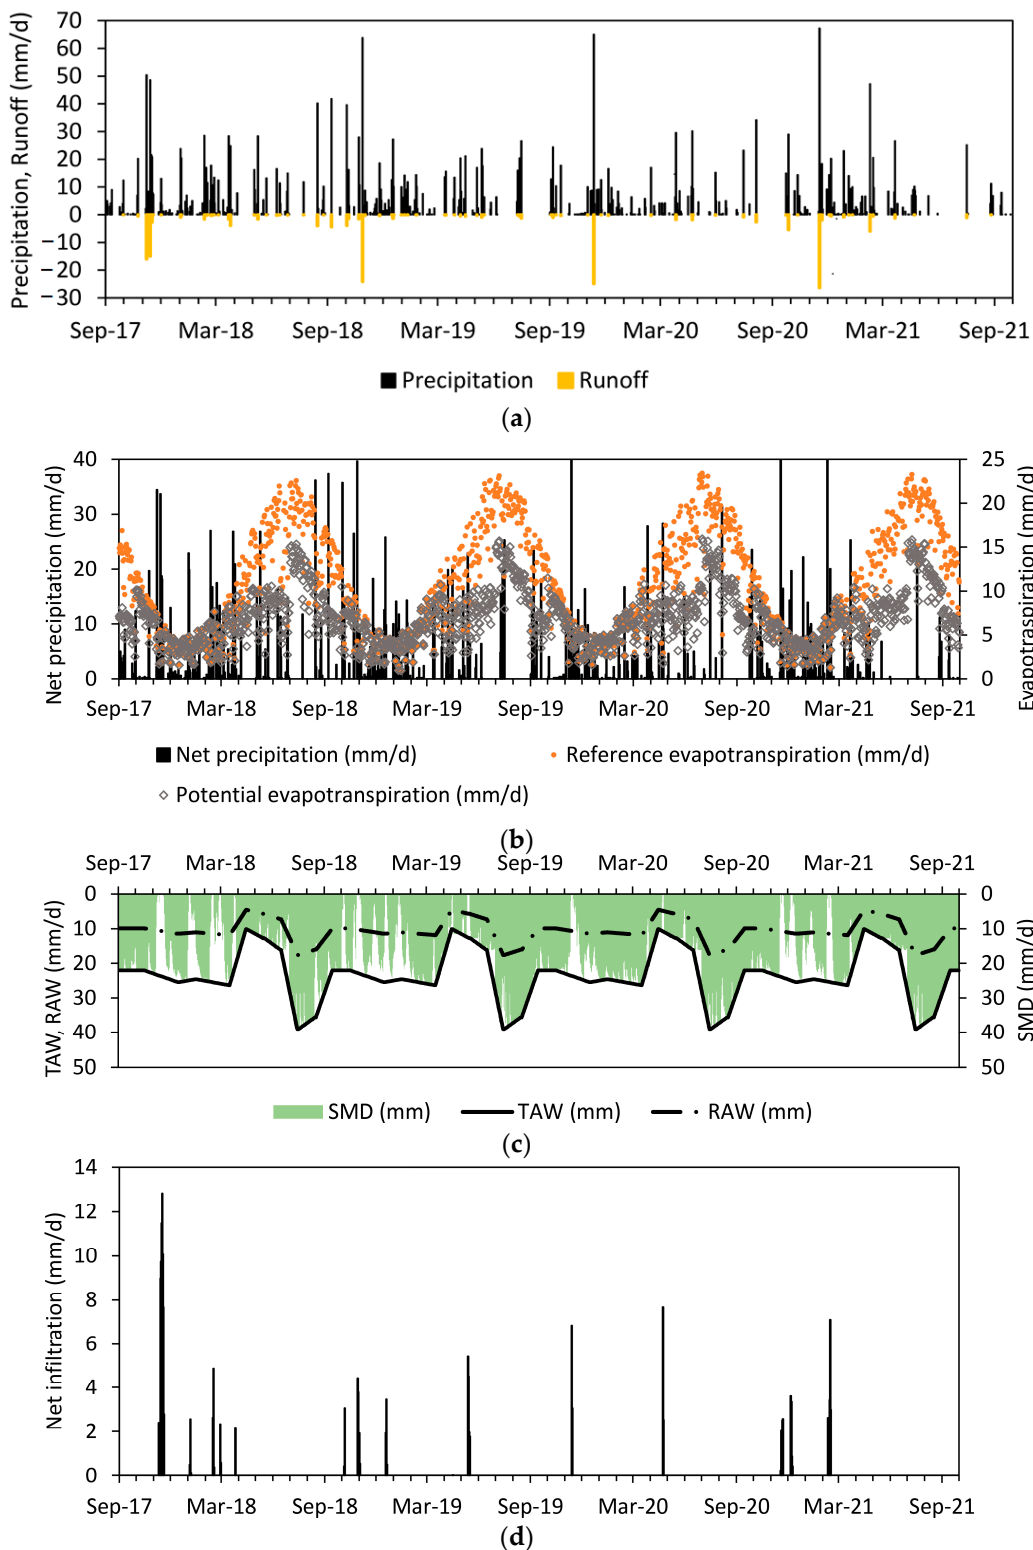 Precipitation, Runoff (mm/d)
70
60
50
40
30
20
10
0
−10
−20
−30
Sep-17 Mar-18 Sep-18 Mar-19 Sep-19 Mar-20 Sep-20 Mar-21 Sep-21
Precipitation Runoff
(a)
Net precipitation (mm/d)
40
30
20
10
0
25
20
15
10
5
0
Evapotranspiration (mm/d)
Sep-17 Mar-18 Sep-18 Mar-19 Sep-19 Mar-20 Sep-20 Mar-21 Sep-21
Net precipitation (mm/d) Reference evapotranspiration (mm/d)
Potential evapotranspiration (mm/d)
(b)
Sep-17 Mar-18 Sep-18 Mar-19 Sep-19 Mar-20 Sep-20 Mar-21 Sep-21
TAW, RAW (mm/d)
0
10
20
30
40
50
0
10
20
30
40
50
SMD (mm/d)
SMD (mm) TAW (mm) RAW (mm)
(c)
Net infiltration (mm/d)
14
12
10
8
6
4
2
0
Sep-17 Mar-18 Sep-18 Mar-19 Sep-19 Mar-20 Sep-20 Mar-21 Sep-21
(d)